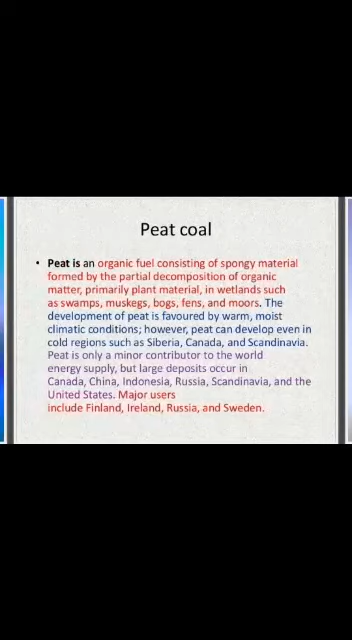 Peat coal
• Peat is an organic fuel consisting of spongy material
formed by the partial decomposition of organic
matter, primarily plant material, in wetlands such
as swamps, muskegs, bogs, fens, and moors. The
development of peat is favoured by warm, moist
climatic conditions; however, peat can develop even in
cold regions such as Siberia, Canada, and Scandinavia.
Peat is only a minor contributor to the world
energy supply, but large deposits occur in
Canada, China, Indonesia, Russia, Scandinavia, and the
United States. Major users
include Finland, Ireland, Russia, and Sweden.